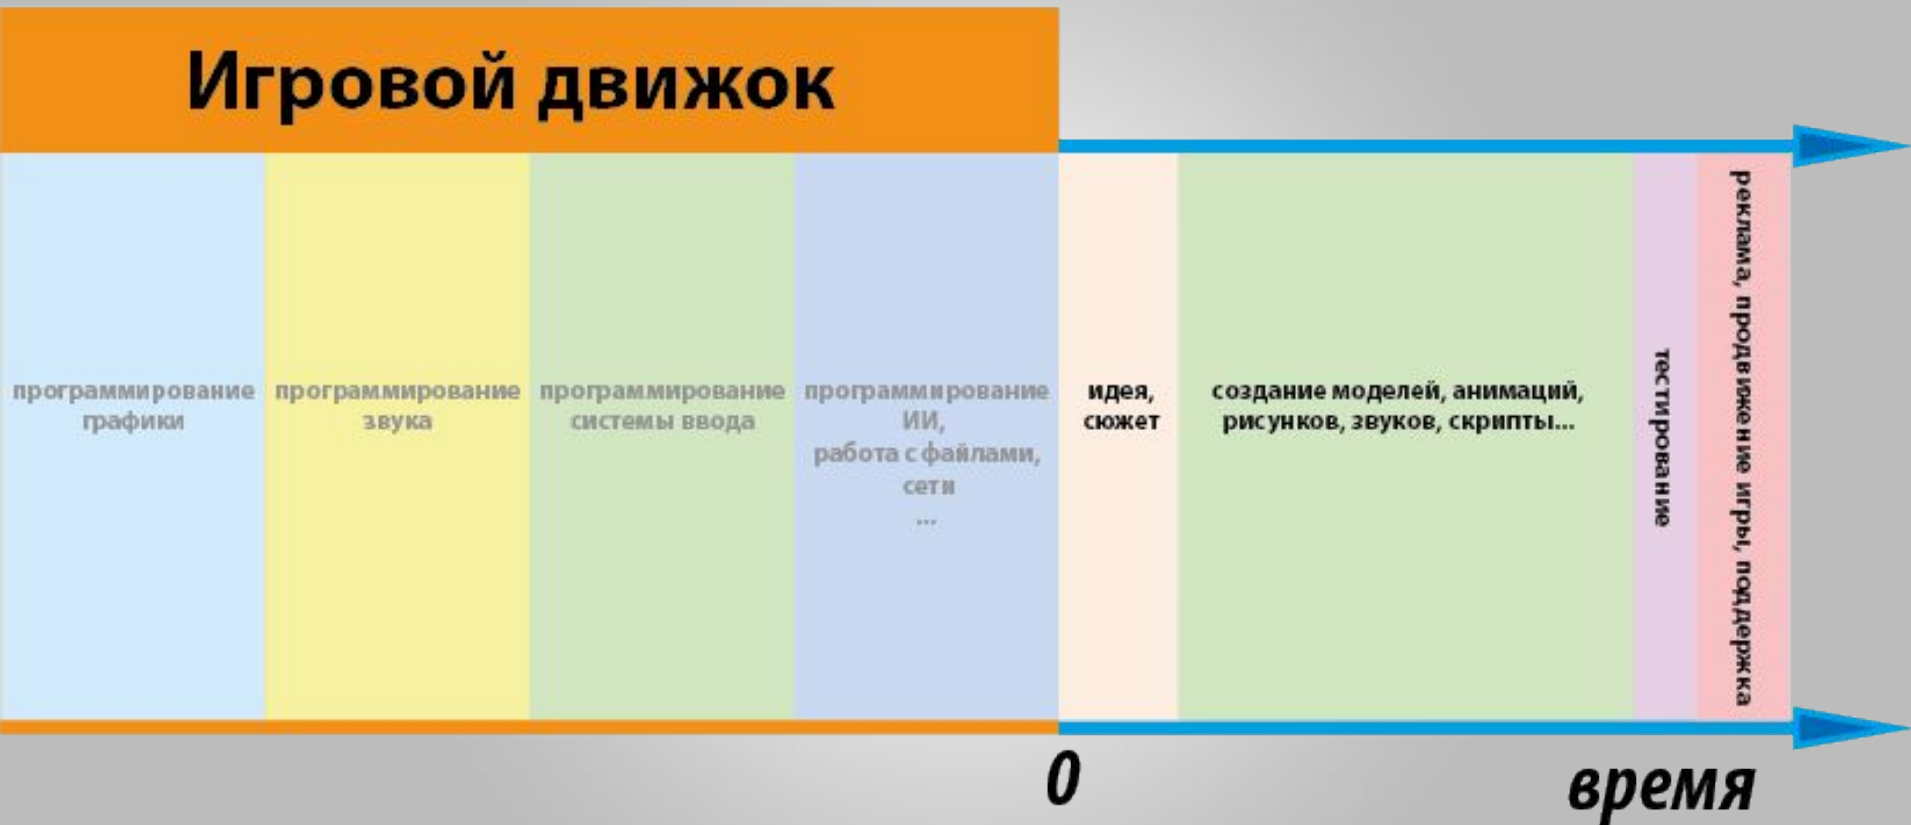 Игровой движок
программирование
графики
программирование
звука
программирование
системы ввода
программирование
ИИ,
работа с файлами,
сети
...
идея,
сюжет
создание моделей, анимаций,
рисунков, звуков, скрипты...
тестирование
реклама, продвижение игры, поддержка
0
время